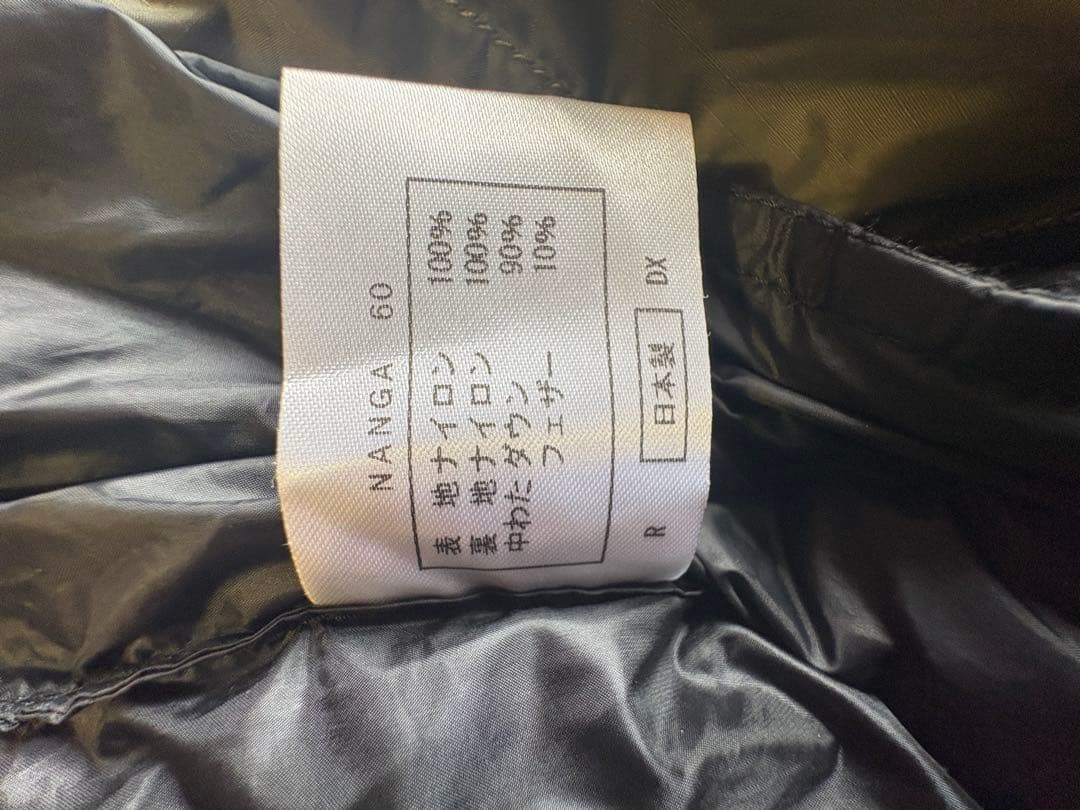 NANGA 60
表 地ナイロン 100%
裏 地ナイロン 100%
中わたダウン 90%
フェザー 10%
R 日本製 DX